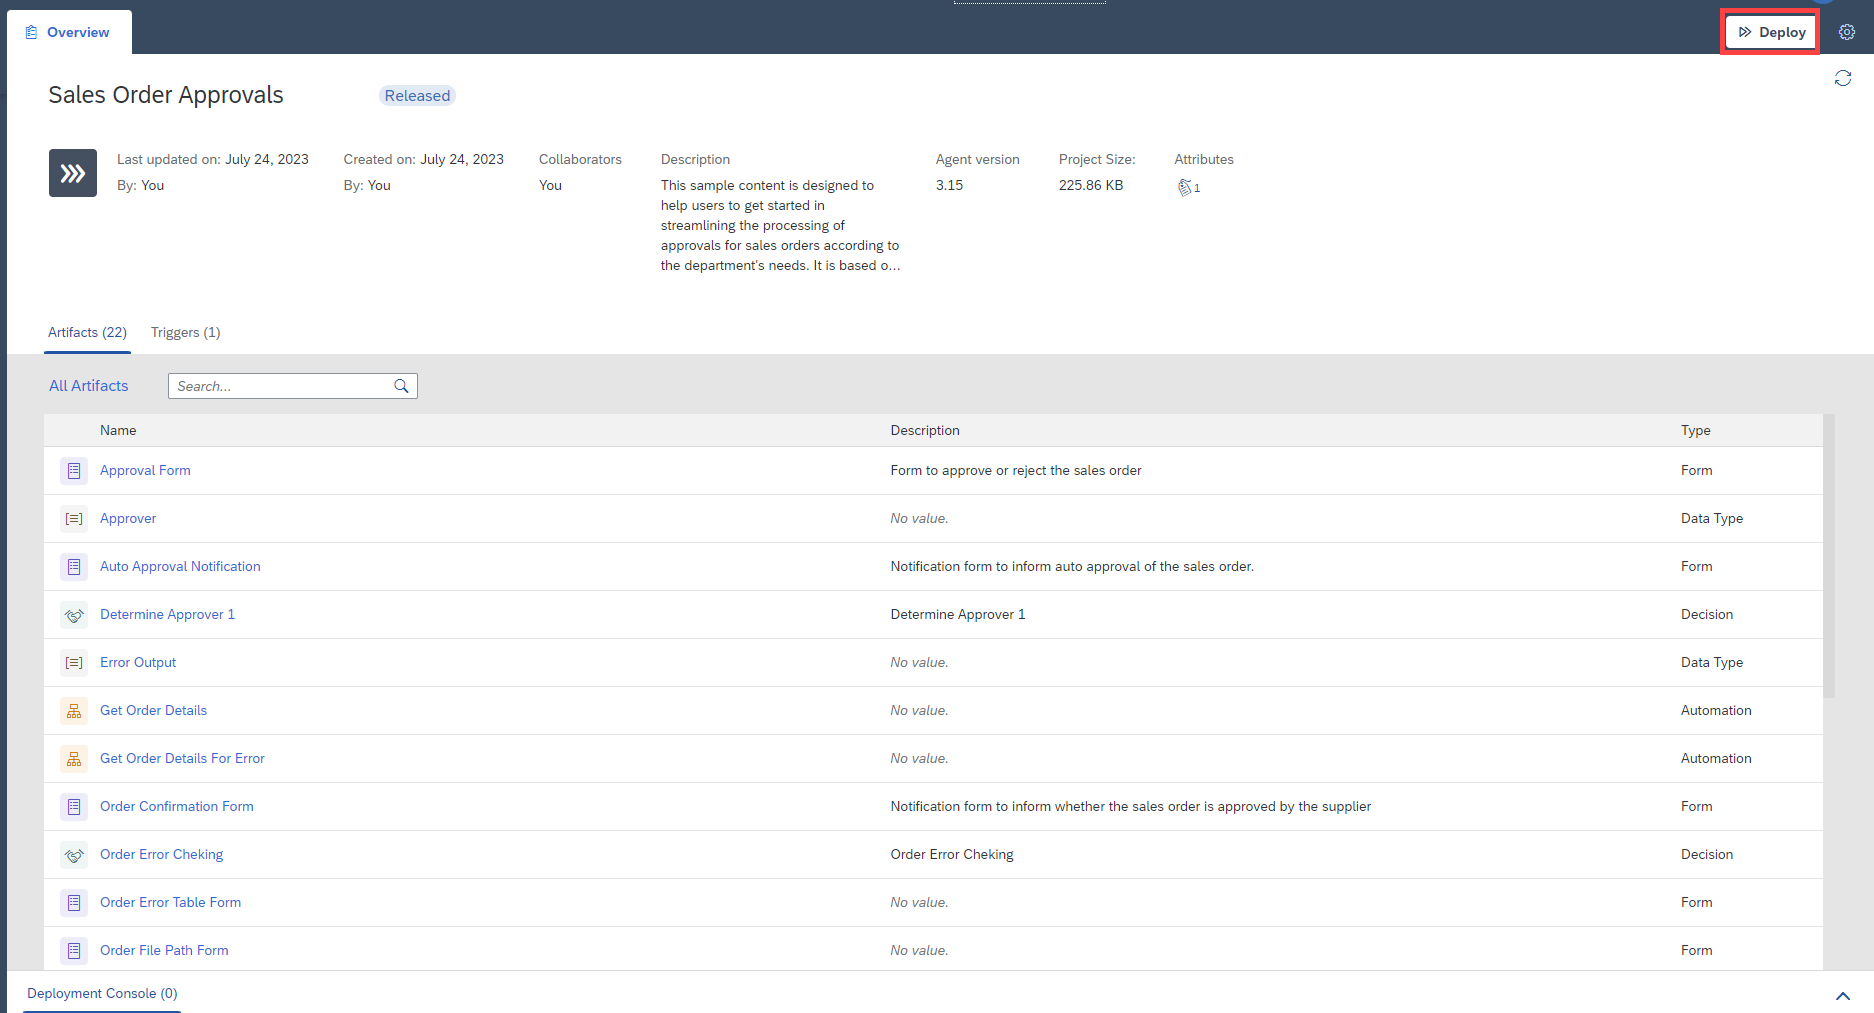 Overview
Deploy
Sales Order Approvals
Released
Last updated on: July 24, 2023
By: You
Created on: July 24, 2023
By: You
Collaborators
You
Description
This sample content is designed to
help users to get started in
streamlining the processing of
approvals for sales orders according to
the department's needs. It is based o...
Agent version
3.15
Project Size:
225.86 KB
Attributes
1
Artifacts (22)
Triggers (1)
All Artifacts
Search...
Name Description Type
Approval Form Form to approve or reject the sales order Form
Approver No value. Data Type
Auto Approval Notification Notification form to inform auto approval of the sales order. Form
Determine Approver 1 Determine Approver 1 Decision
Error Output No value. Data Type
Get Order Details No value. Automation
Get Order Details For Error No value. Automation
Order Confirmation Form Notification form to inform whether the sales order is approved by the supplier Form
Order Error Cheking Order Error Cheking Decision
Order Error Table Form No value. Form
Order File Path Form No value. Form
Deployment Console (0)